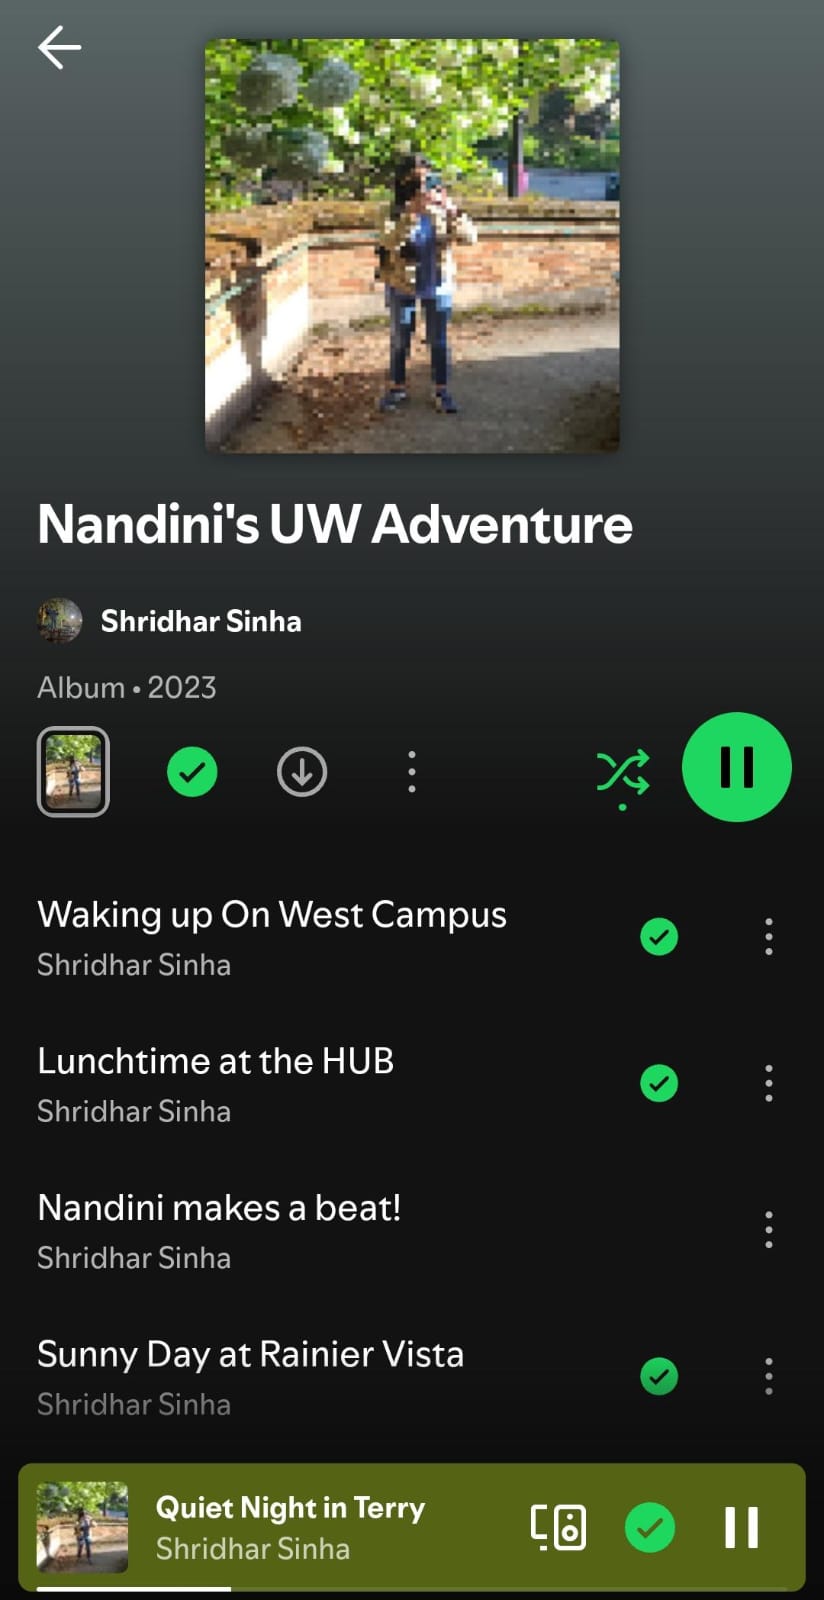 Nandini's UW Adventure
Shridhar Sinha
Album • 2023
Waking up On West Campus
Shridhar Sinha
Lunchtime at the HUB
Shridhar Sinha
Nandini makes a beat!
Shridhar Sinha
Sunny Day at Rainier Vista
Shridhar Sinha
Quiet Night in Terry
Shridhar Sinha